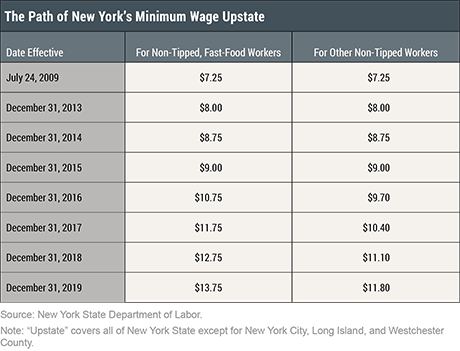 The Path of New York's Minimum Wage Upstate
Date Effective For Non-Tipped, Fast-Food Workers For Other Non-Tipped Workers
July 24, 2009 $7.25 $7.25
December 31, 2013 $8.00 $8.00
December 31, 2014 $8.75 $8.75
December 31, 2015 $9.00 $9.00
December 31, 2016 $10.75 $9.70
December 31, 2017 $11.75 $10.40
December 31, 2018 $12.75 $11.10
December 31, 2019 $13.75 $11.80
Source: New York State Department of Labor.
Note: “Upstate” covers all of New York State except for New York City, Long Island, and Westchester
County.